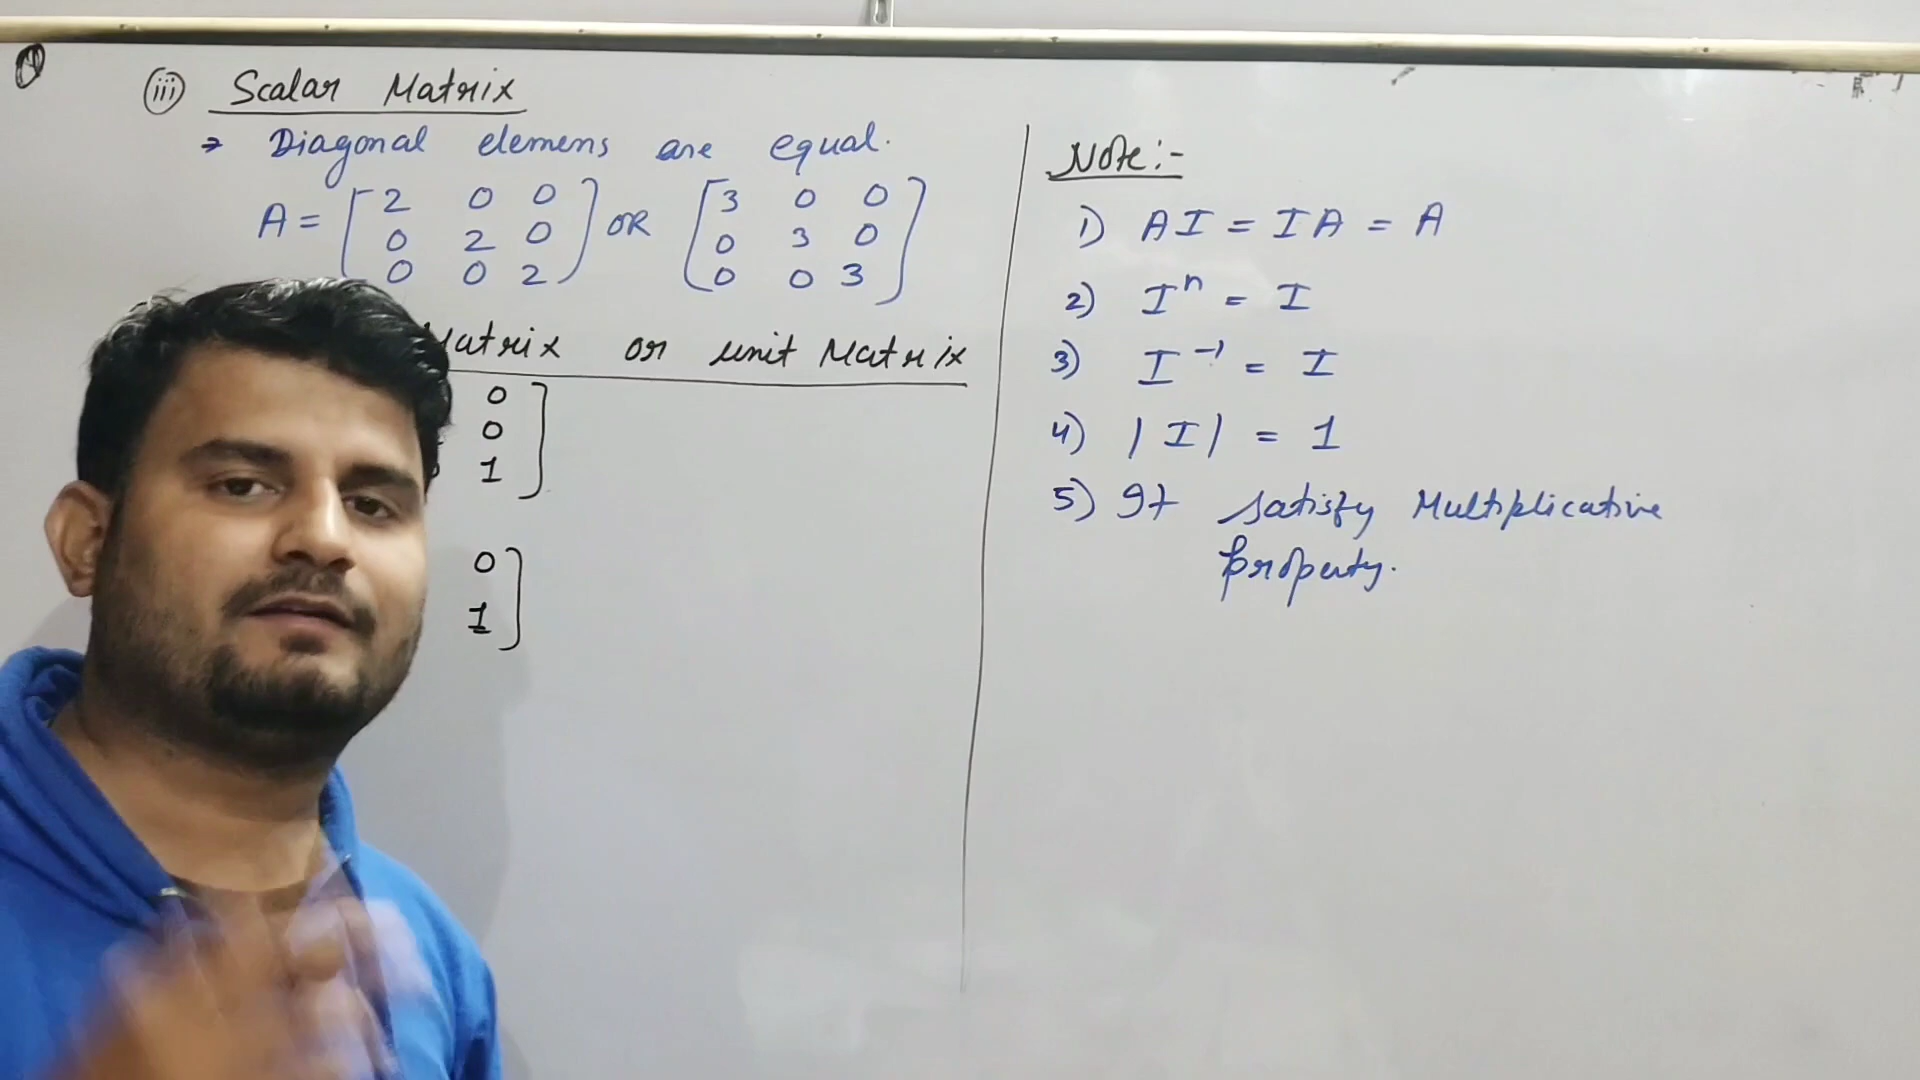 (iii) Scalar Matrix
→ Diagonal elemens are equal.
A = [ 2 0 0 ] OR [ 3 0 0 ]
0 2 0 0 3 0
0 0 2 0 0 3
Matrix or unit Matrix
0
0
1
0
1
Note:-
1) AI = IA = A
2) Iⁿ = I
3) I⁻¹ = I
4) |I| = 1
5) It satisfy Multiplicative
property.